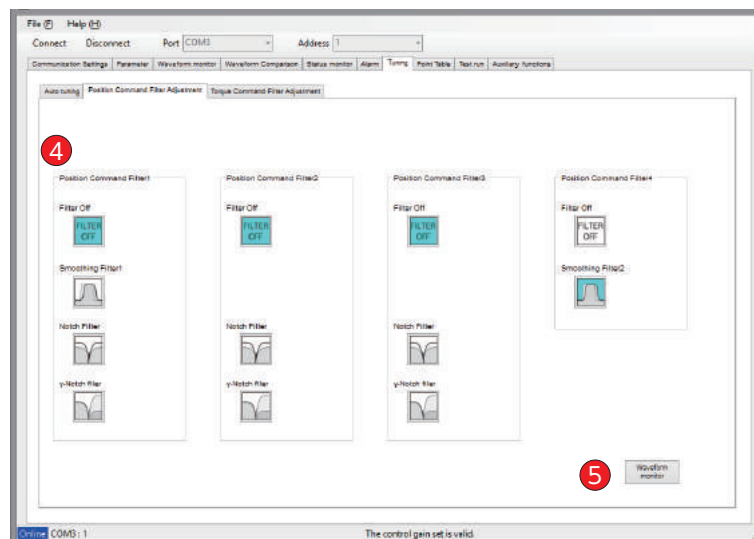 File (F) Help (H)
Connect Disconnect Port COM3 Address 1
Communication Settings Parameter Waveform monitor Waveform Comparison Status monitor Alarm Tuning Point Table Test run Auxiliary functions
Auto tuning Position Command Filter Adjustment Torque Command Filter Adjustment
4
Position Command Filter1 Position Command Filter2 Position Command Filter3 Position Command Filter4
Filter Off Filter Off Filter Off Filter Off
FILTER OFF FILTER OFF FILTER OFF FILTER OFF
Smoothing Filter1 Smoothing Filter2
Notch Filter Notch Filter Notch Filter
γ-Notch filer γ-Notch filer γ-Notch filer
5
Waveform
monitor
Online COM3 : 1 The control gain set is valid.